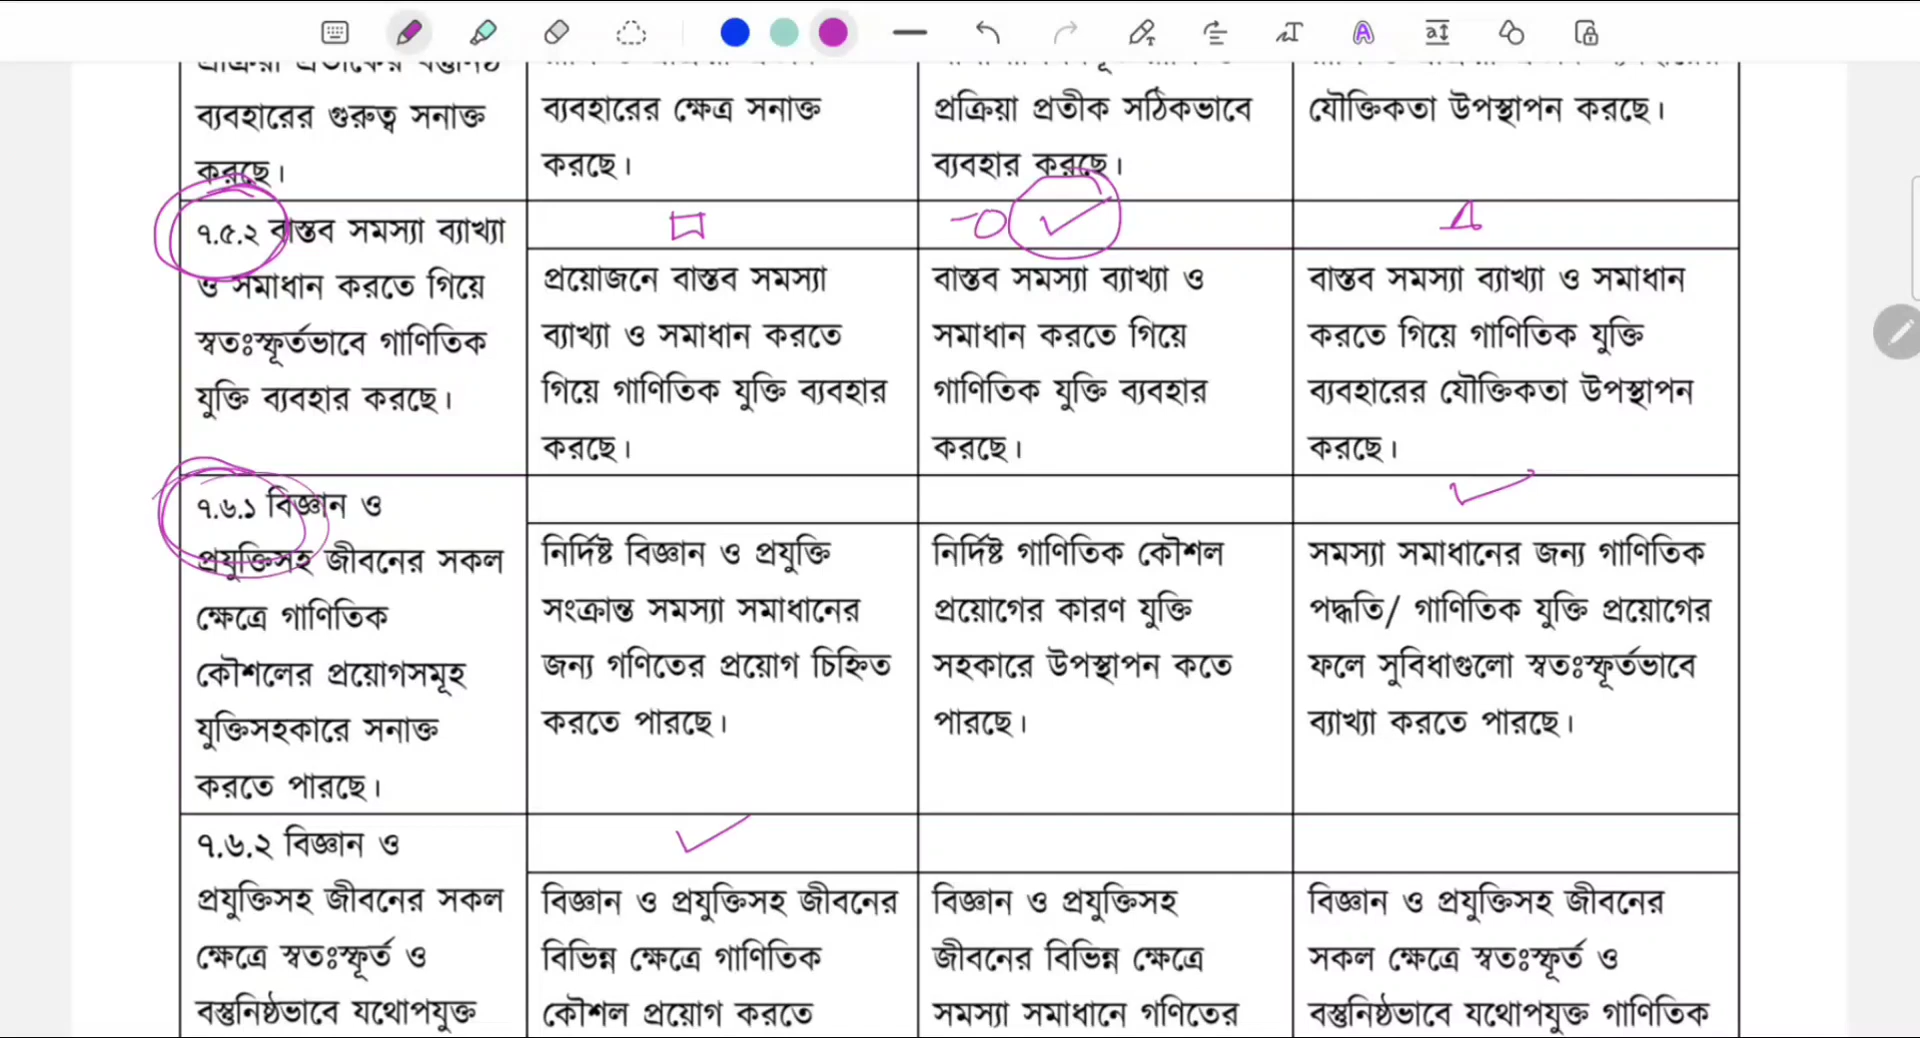 ব্যবহারের গুরুত্ব সনাক্ত
করছে।
ব্যবহারের ক্ষেত্র সনাক্ত
করছে।
প্রক্রিয়া প্রতীক সঠিকভাবে
ব্যবহার করছে।
যৌক্তিকতা উপস্থাপন করছে।
৭.৫.২ বাস্তব সমস্যা ব্যাখ্যা
ও সমাধান করতে গিয়ে
স্বতঃস্ফূর্তভাবে গাণিতিক
যুক্তি ব্যবহার করছে।
প্রয়োজনে বাস্তব সমস্যা
ব্যাখ্যা ও সমাধান করতে
গিয়ে গাণিতিক যুক্তি ব্যবহার
করছে।
বাস্তব সমস্যা ব্যাখ্যা ও
সমাধান করতে গিয়ে
গাণিতিক যুক্তি ব্যবহার
করছে।
বাস্তব সমস্যা ব্যাখ্যা ও সমাধান
করতে গিয়ে গাণিতিক যুক্তি
ব্যবহারের যৌক্তিকতা উপস্থাপন
করছে।
৭.৬.১ বিজ্ঞান ও
প্রযুক্তিসহ জীবনের সকল
ক্ষেত্রে গাণিতিক
কৌশলের প্রয়োগসমূহ
যুক্তিসহকারে সনাক্ত
করতে পারছে।
নির্দিষ্ট বিজ্ঞান ও প্রযুক্তি
সংক্রান্ত সমস্যা সমাধানের
জন্য গণিতের প্রয়োগ চিহ্নিত
করতে পারছে।
নির্দিষ্ট গাণিতিক কৌশল
প্রয়োগের কারণ যুক্তি
সহকারে উপস্থাপন কতে
পারছে।
সমস্যা সমাধানের জন্য গাণিতিক
পদ্ধতি/ গাণিতিক যুক্তি প্রয়োগের
ফলে সুবিধাগুলো স্বতঃস্ফূর্তভাবে
ব্যাখ্যা করতে পারছে।
৭.৬.২ বিজ্ঞান ও
প্রযুক্তিসহ জীবনের সকল
ক্ষেত্রে স্বতঃস্ফূর্ত ও
বস্তুনিষ্ঠভাবে যথোপযুক্ত
বিজ্ঞান ও প্রযুক্তিসহ জীবনের
বিভিন্ন ক্ষেত্রে গাণিতিক
কৌশল প্রয়োগ করতে
বিজ্ঞান ও প্রযুক্তিসহ
জীবনের বিভিন্ন ক্ষেত্রে
সমস্যা সমাধানে গণিতের
বিজ্ঞান ও প্রযুক্তিসহ জীবনের
সকল ক্ষেত্রে স্বতঃস্ফূর্ত ও
বস্তুনিষ্ঠভাবে যথোপযুক্ত গাণিতিক